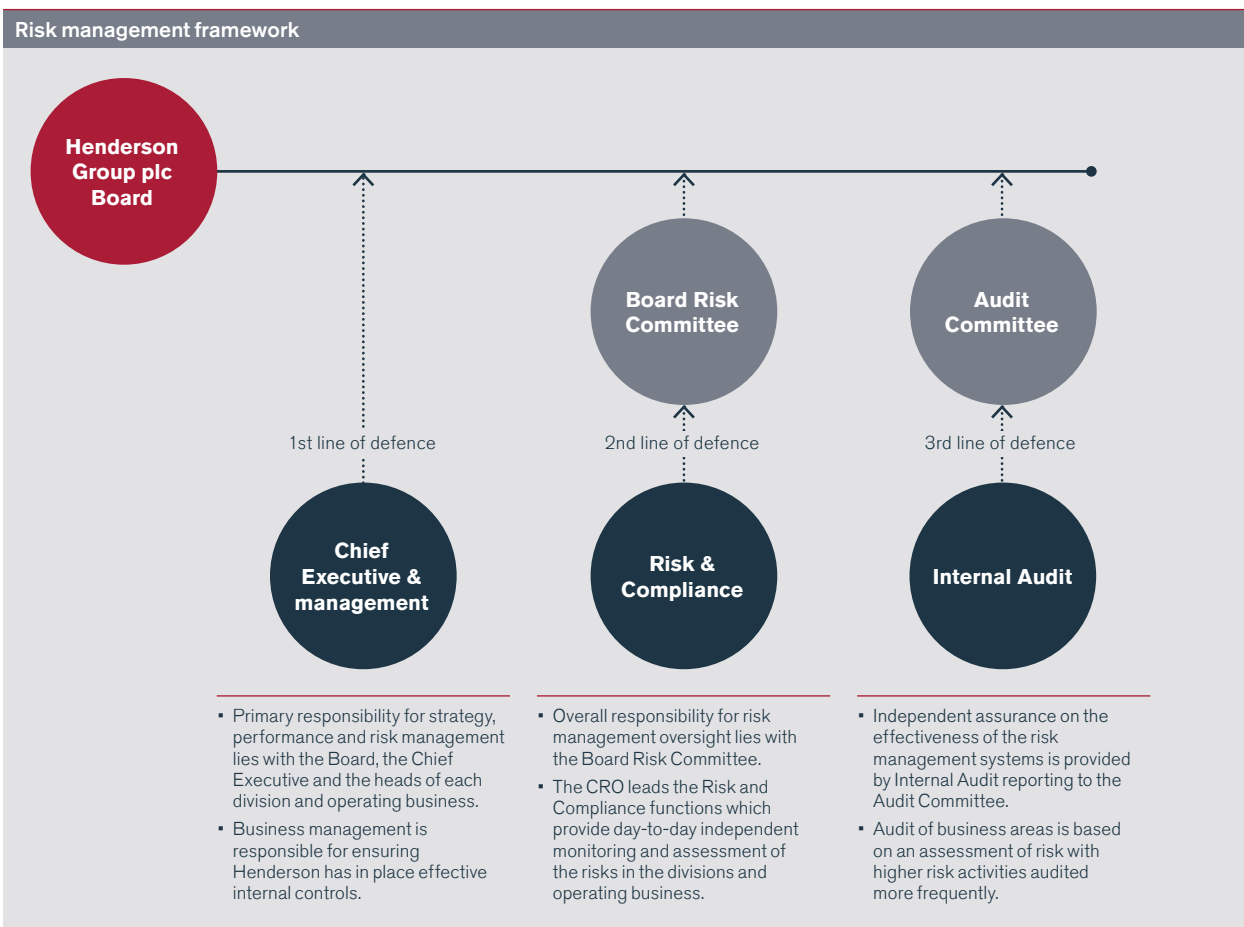 Risk management framework
Henderson
Group plc
Board
Board Risk
Committee
Audit
Committee
1st line of defence
2nd line of defence
3rd line of defence
Chief
Executive &
management
Risk &
Compliance
Internal Audit
▪ Primary responsibility for strategy,
performance and risk management
lies with the Board, the Chief
Executive and the heads of each
division and operating business.
▪ Business management is
responsible for ensuring
Henderson has in place effective
internal controls.
▪ Overall responsibility for risk
management oversight lies with
the Board Risk Committee.
▪ The CRO leads the Risk and
Compliance functions which
provide day-to-day independent
monitoring and assessment of
the risks in the divisions and
operating business.
▪ Independent assurance on the
effectiveness of the risk
management systems is provided
by Internal Audit reporting to the
Audit Committee.
▪ Audit of business areas is based
on an assessment of risk with
higher risk activities audited
more frequently.